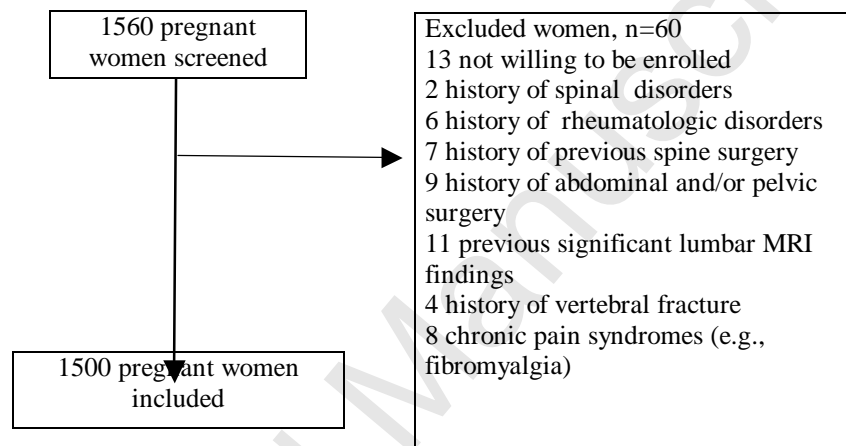 1560 pregnant
women screened
Excluded women, n=60
13 not willing to be enrolled
2 history of spinal disorders
6 history of rheumatologic disorders
7 history of previous spine surgery
9 history of abdominal and/or pelvic
surgery
11 previous significant lumbar MRI
findings
4 history of vertebral fracture
8 chronic pain syndromes (e.g.,
fibromyalgia)
1500 pregnant women
included